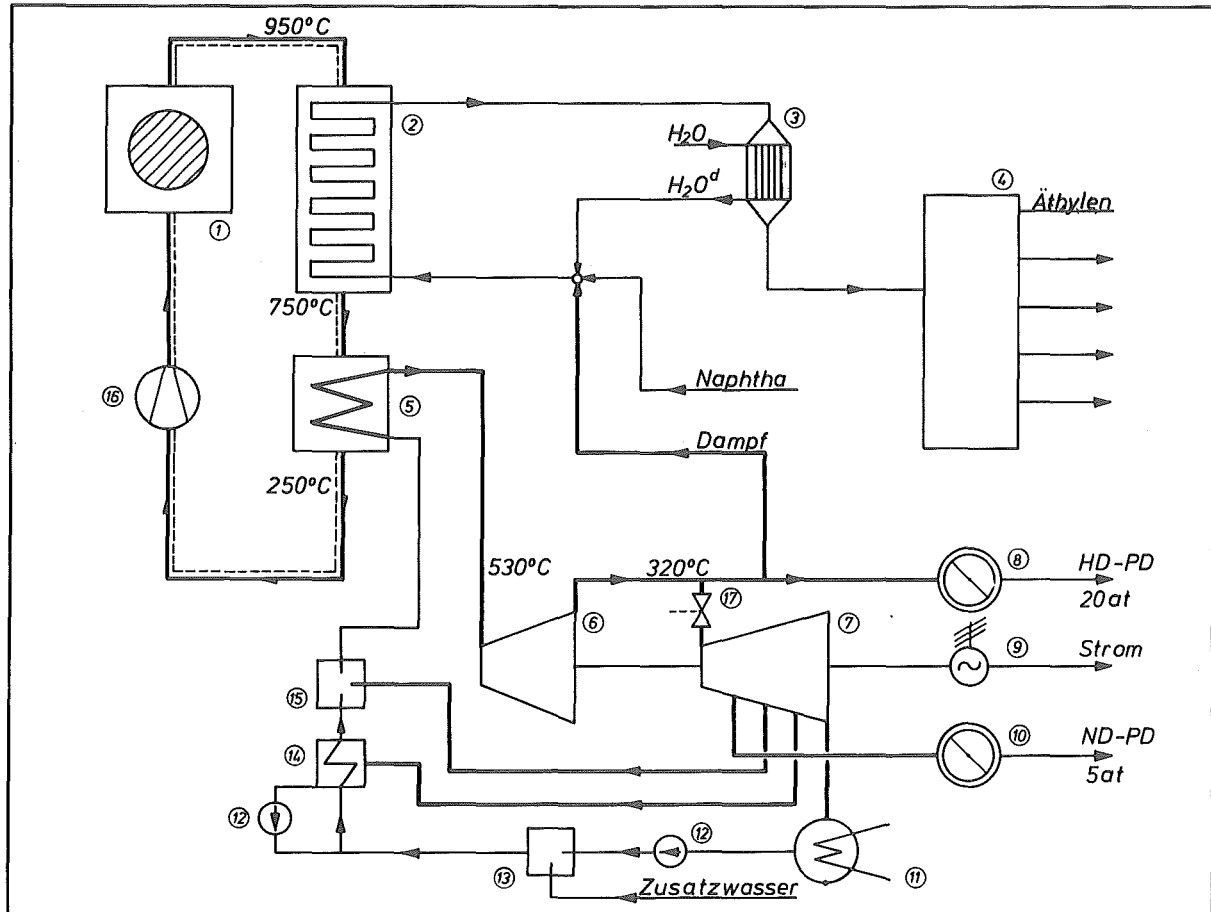 950°C
②
③
H₂O
H₂Oᵈ
④
Äthylen
①
750°C
Naphtha
⑯
⑤
Dampf
250°C
530°C
320°C
⑧
HD-PD
20at
⑰
⑥
⑦
⑨
Strom
⑮
⑩
ND-PD
5at
⑭
⑫
⑫
⑬
⑪
Zusatzwasser